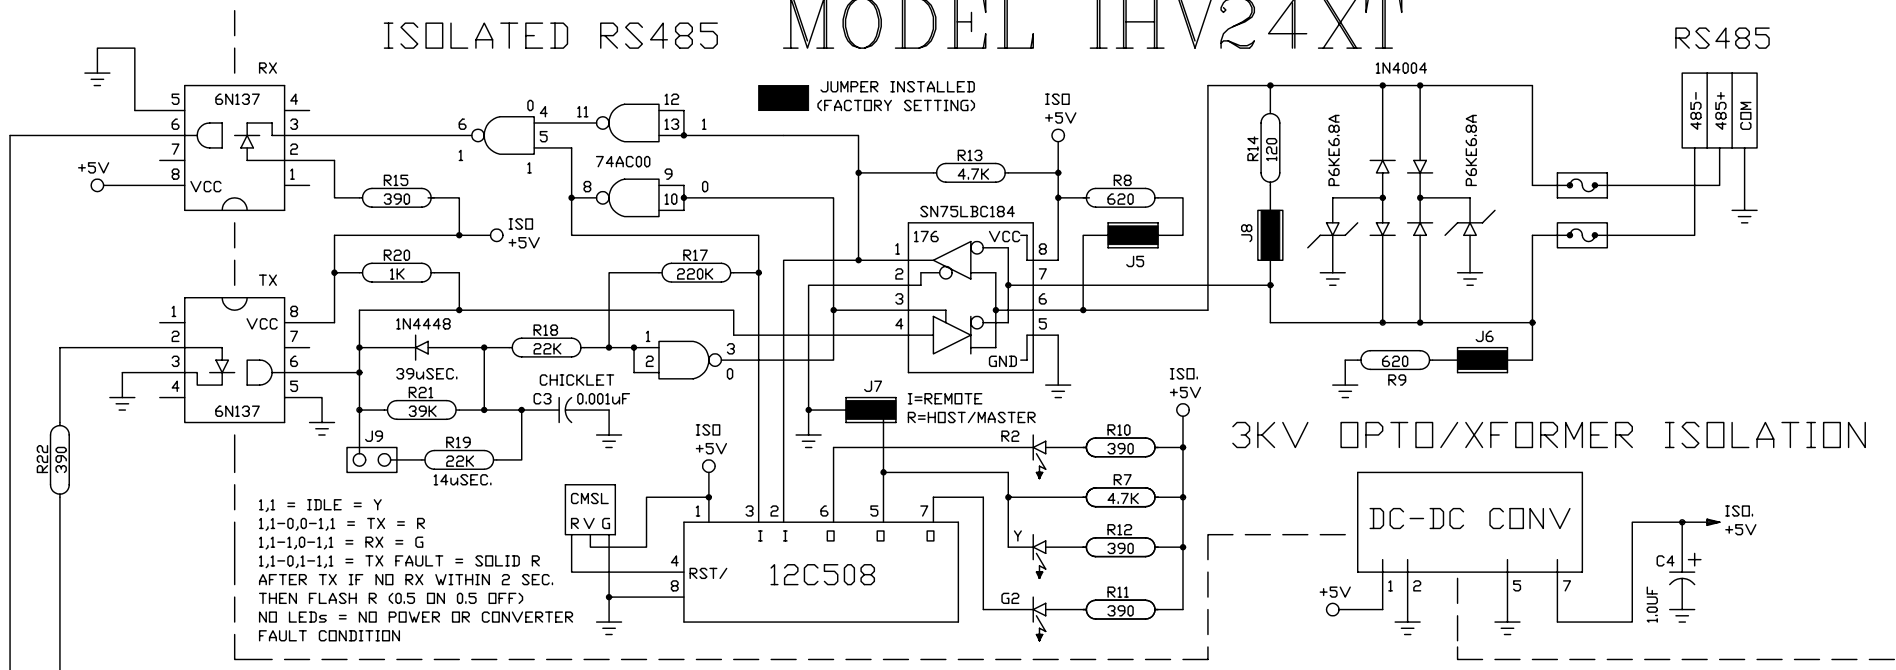 ISOLATED RS485
MODEL IHV24XT
RS485
RX
6N137
5
6
7
8
VCC
4
3
2
1
+5V
R15
390
ISO
+5V
6
1
0
4
5
1
11
12
13
1
74AC00
8
9
10
0
JUMPER INSTALLED
(FACTORY SETTING)
ISO
+5V
R13
4.7K
R8
620
J5
SN75LBC184
176
VCC
GND
1
2
3
4
8
7
6
5
1N4004
R14
120
J8
P6KE6.8A
P6KE6.8A
485-
485+
COM
J6
620
R9
R20
1K
R17
220K
TX
1
2
3
4
VCC
8
7
6
5
6N137
1N4448
39uSEC.
R21
39K
R18
22K
1
2
3
0
CHICKLET
C3
0.001uF
J9
R19
22K
14uSEC.
R22
390
J7
I=REMOTE
R=HOST/MASTER
ISO.
+5V
R2
R10
390
R7
4.7K
Y
R12
390
G2
R11
390
ISO
+5V
CMSL
R V G
1
3
2
6
5
7
I
I
O
O
O
4
RST/
8
12C508
1,1 = IDLE = Y
1,1-0,0-1,1 = TX = R
1,1-1,0-1,1 = RX = G
1,1-0,1-1,1 = TX FAULT = SOLID R
AFTER TX IF NO RX WITHIN 2 SEC.
THEN FLASH R (0.5 ON 0.5 OFF)
NO LEDs = NO POWER OR CONVERTER
FAULT CONDITION
3KV OPTO/XFORMER ISOLATION
DC-DC CONV
1
2
5
7
+5V
ISO.
+5V
C4
+
1.0UF